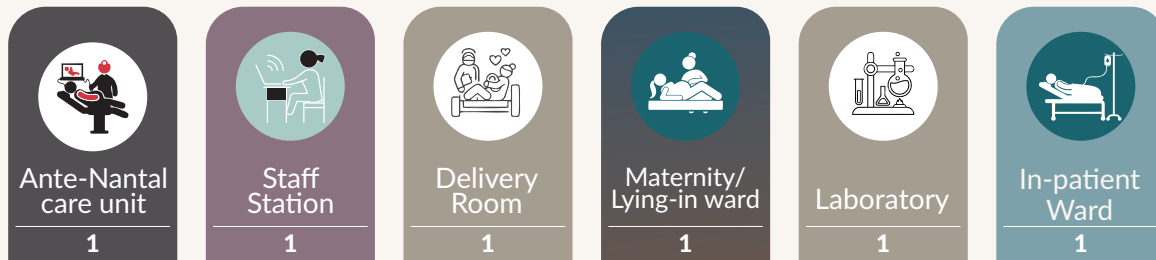 Ante-Nantal
care unit
1
Staff
Station
1
Delivery
Room
1
Maternity/
Lying-in ward
1
Laboratory
1
In-patient
Ward
1